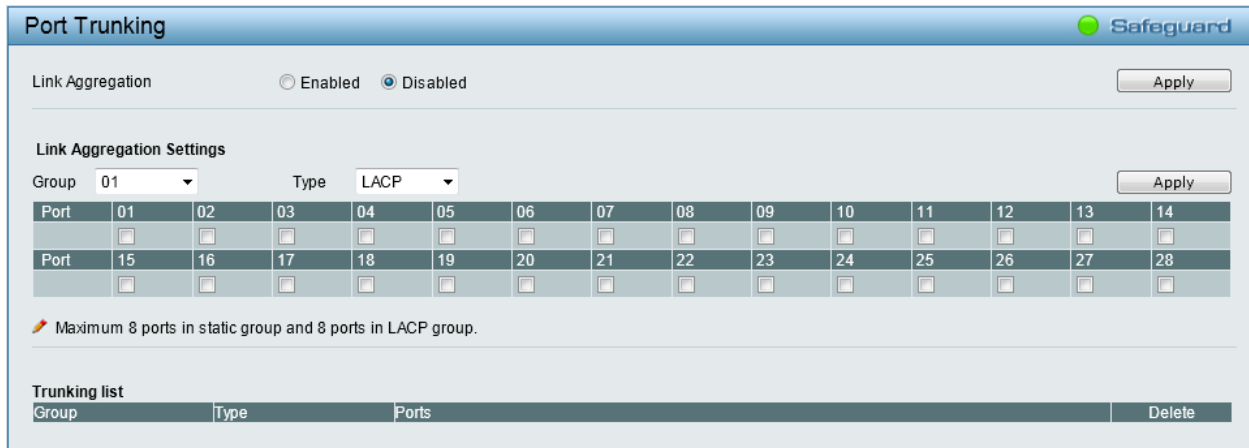 Port Trunking Safeguard
Link Aggregation Enabled Disabled Apply
Link Aggregation Settings
Group 01 Type LACP Apply
Port 01 02 03 04 05 06 07 08 09 10 11 12 13 14
Port 15 16 17 18 19 20 21 22 23 24 25 26 27 28
Maximum 8 ports in static group and 8 ports in LACP group.
Trunking list
Group Type Ports Delete